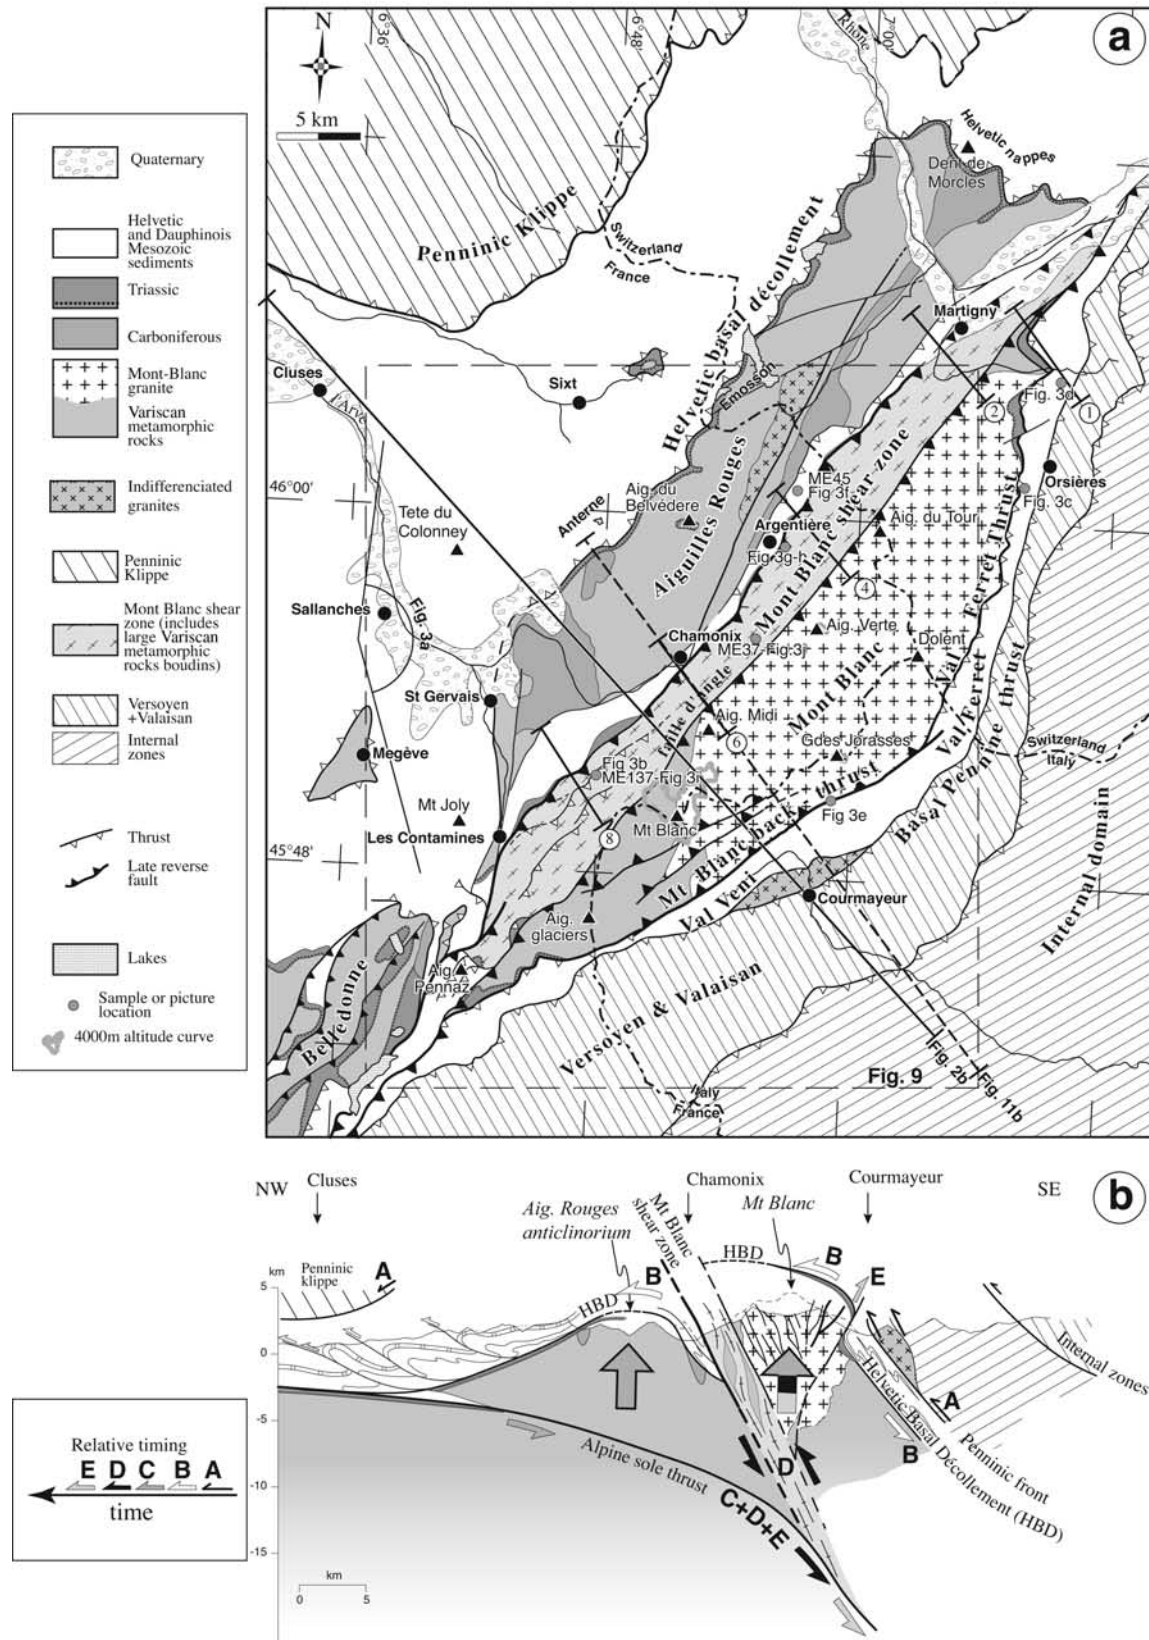 a
N
5 km
6°36'
6°48'
7°00'
46°00'
45°48'
Rhône
Helvetic nappes
Dent de
Morcles
Penninic Klippe
Switzerland
France
Helvetic basal décollement
Martigny
Cluses
l'Arve
Sixt
Emosson
Fig. 3d
1
2
Orsières
Fig. 3c
Aig. du
Belvédere
Anterne
Aiguilles Rouges
ME45
Fig 3f
Argentière
Fig 3g-h
Mont Blanc shear zone
Aig. du Tour
4
Tete du
Colonney
Sallanches
Fig. 3a
Chamonix
ME37-Fig 3j
Aig. Verte
Dolent
Val Ferret Thrust
St Gervais
faille d'angle
Aig. Midi
6
Mont Blanc
Gdes Jorasses
Val Ferret
Basal Pennine thrust
Switzerland
Italy
Megève
Fig 3b
ME137-Fig 3i
Mt Joly
Les Contamines
8
Mt Blanc
Mt Blanc back thrust
Fig 3e
Val Veni
Courmayeur
Internal domain
Aig.
glaciers
Aig.
Pennaz
Belledonne
Versoyen & Valaisan
Italy
France
Fig. 9
Fig. 2b
Fig. 11b
Quaternary
Helvetic
and Dauphinois
Mesozoic
sediments
Triassic
Carboniferous
Mont-Blanc
granite
Variscan
metamorphic
rocks
Indifferenciated
granites
Penninic
Klippe
Mont Blanc shear
zone (includes
large Variscan
metamorphic
rocks boudins)
Versoyen
+Valaisan
Internal
zones
Thrust
Late reverse
fault
Lakes
Sample or picture
location
4000m altitude curve
b
NW
Cluses
Chamonix
Courmayeur
SE
Aig. Rouges
anticlinorium
Mt Blanc
shear zone
Mt Blanc
km
5
0
-5
-10
-15
Penninic
klippe
A
HBD
B
HBD
B
E
Internal zones
A
B
D
Helvetic Basal Décollement (HBD)
Penninic front
Alpine sole thrust
C+D+E
km
0 5
Relative timing
E D C B A
time